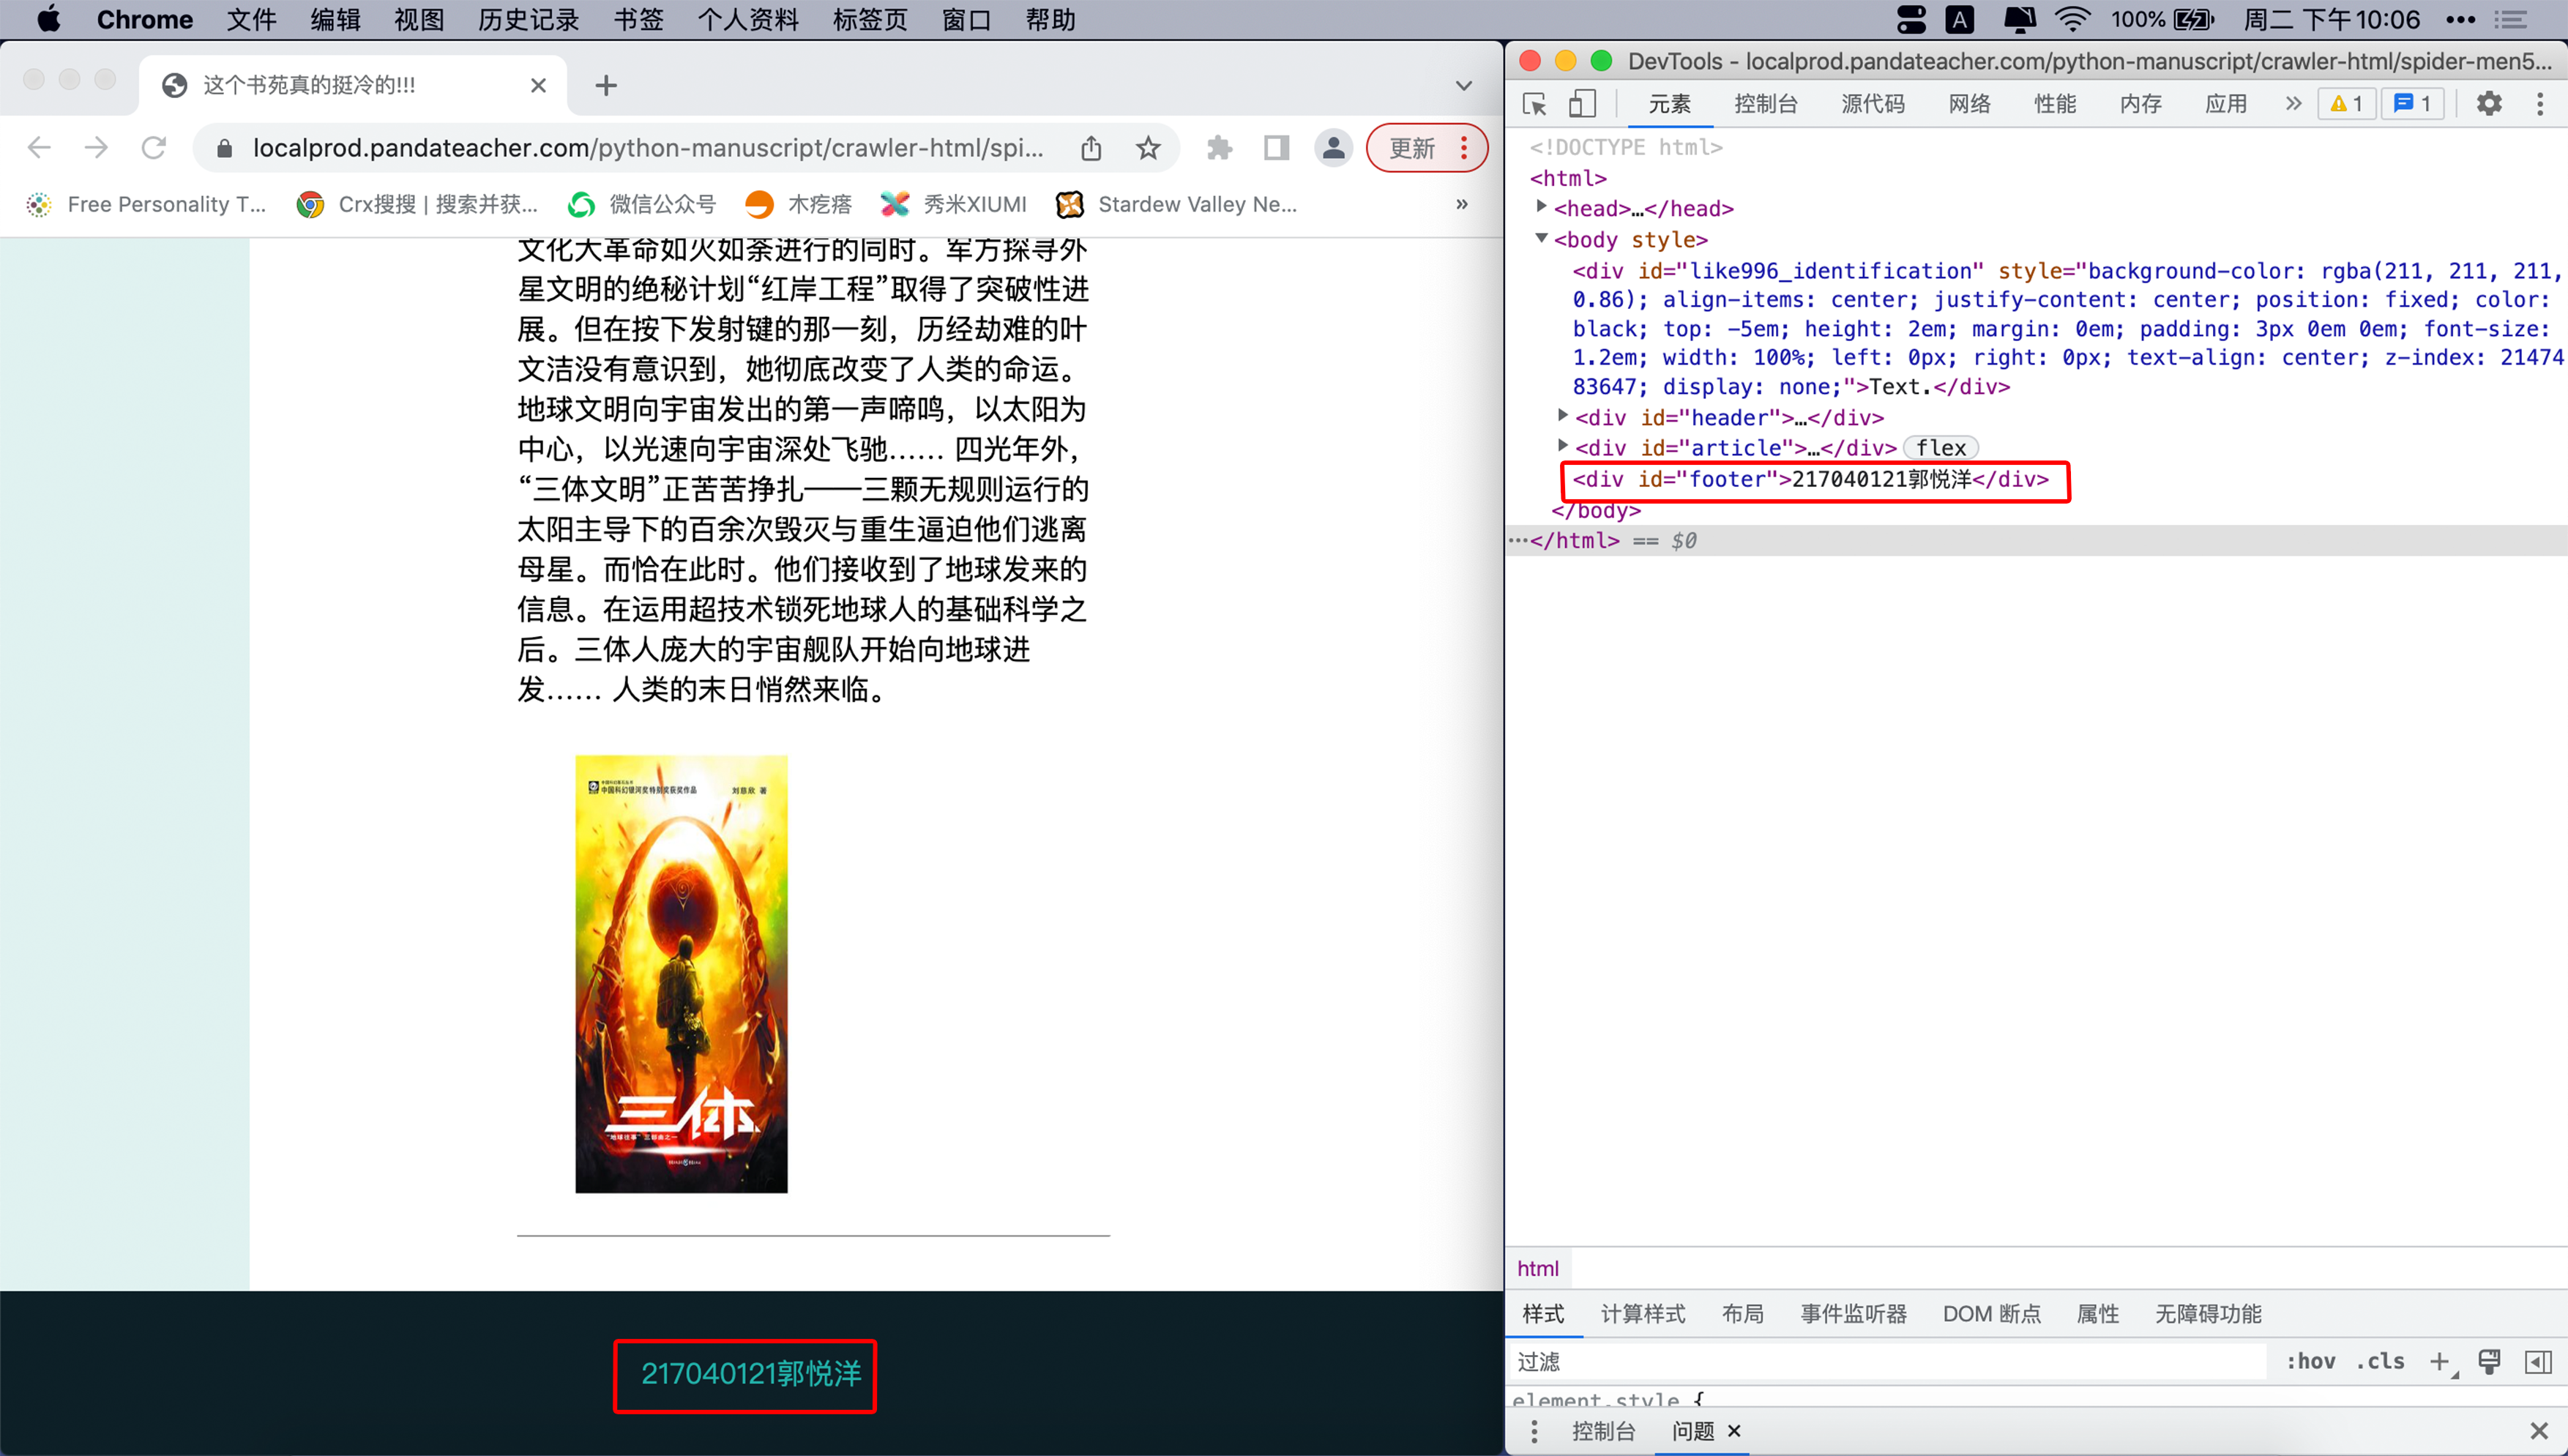 Chrome 文件 编辑 视图 历史记录 书签 个人资料 标签页 窗口 帮助 A 100% 周二 下午10:06
这个书苑真的挺冷的!!!
localprod.pandateacher.com/python-manuscript/crawler-html/spi... 更新
Free Personality T... Crx搜搜 | 搜索并获... 微信公众号 木疙瘩 秀米XIUMI Stardew Valley Ne... »
文化大革命如火如荼进行的同时。军方探寻外
星文明的绝秘计划“红岸工程”取得了突破性进
展。但在按下发射键的那一刻，历经劫难的叶
文洁没有意识到，她彻底改变了人类的命运。
地球文明向宇宙发出的第一声啼鸣，以太阳为
中心，以光速向宇宙深处飞驰…… 四光年外，
“三体文明”正苦苦挣扎——三颗无规则运行的
太阳主导下的百余次毁灭与重生逼迫他们逃离
母星。而恰在此时。他们接收到了地球发来的
信息。在运用超技术锁死地球人的基础科学之
后。三体人庞大的宇宙舰队开始向地球进
发…… 人类的末日悄然来临。
中国科幻银河奖特别奖获奖作品 刘慈欣 著
三体
“地球往事”三部曲之一
217040121郭悦洋
DevTools - localprod.pandateacher.com/python-manuscript/crawler-html/spider-men5...
元素 控制台 源代码 网络 性能 内存 应用 » 1 1
<!DOCTYPE html>
<html>
<head>…</head>
<body style>
<div id="like996_identification" style="background-color: rgba(211, 211, 211,
0.86); align-items: center; justify-content: center; position: fixed; color:
black; top: -5em; height: 2em; margin: 0em; padding: 3px 0em 0em; font-size:
1.2em; width: 100%; left: 0px; right: 0px; text-align: center; z-index: 21474
83647; display: none;">Text.</div>
<div id="header">…</div>
<div id="article">…</div> flex
<div id="footer">217040121郭悦洋</div>
</body>
…</html> == $0
html
样式 计算样式 布局 事件监听器 DOM 断点 属性 无障碍功能
过滤 :hov .cls +
element.style {
控制台 问题 ×